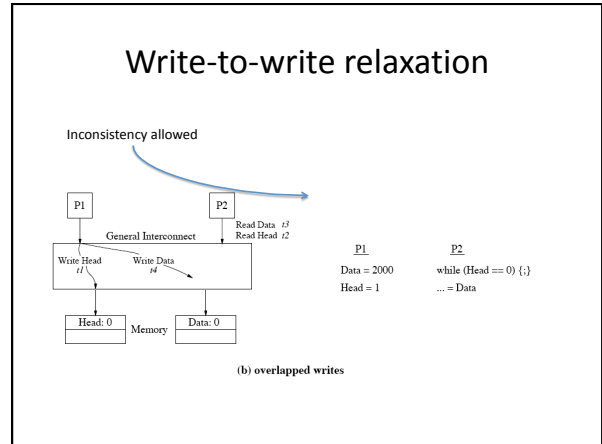 Write-to-write relaxation
Inconsistency allowed
P1
P2
Read Data t3
Read Head t2
General Interconnect
Write Head
t1
Write Data
t4
Head: 0
Memory
Data: 0
P1
P2
Data = 2000
while (Head == 0) {;}
Head = 1
... = Data
(b) overlapped writes